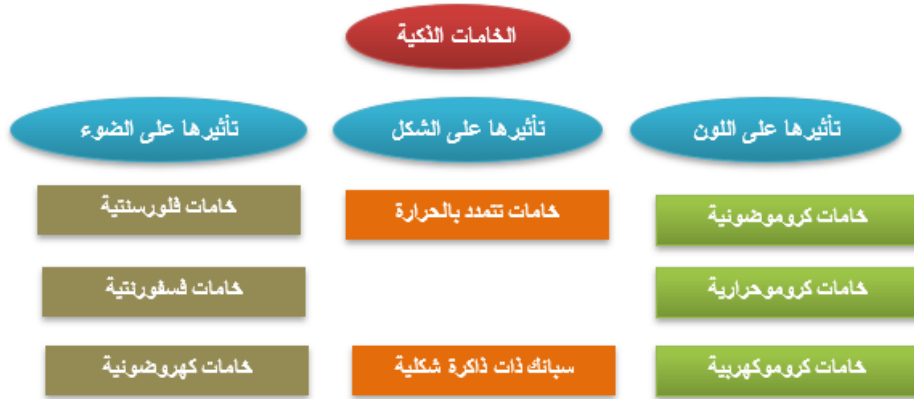 الخامات الذكية
تأثيرها على اللون
تأثيرها على الشكل
تأثيرها على الضوء
خامات كروموضوئية
خامات تتمدد بالحرارة
خامات فلورسنتية
خامات كروموحرارية
خامات فسفورنتية
خامات كروموكهربية
سبائك ذات ذاكرة شكلية
خامات كهروضوئية